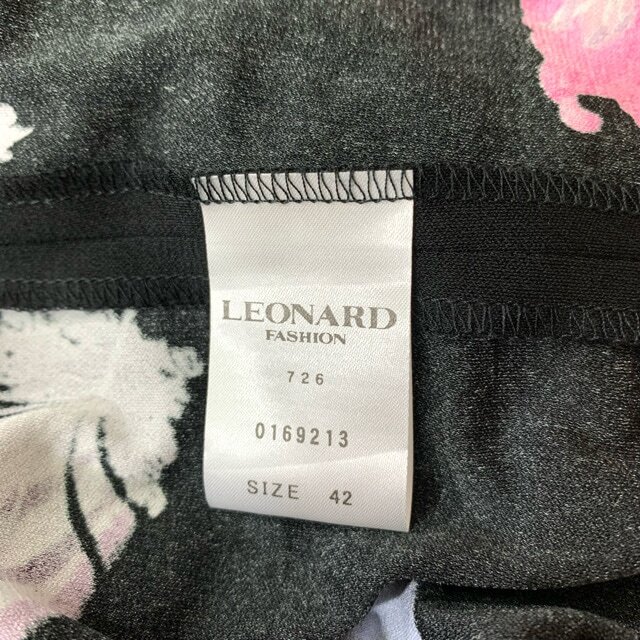 LEONARD
FASHION
726
0169213
SIZE 42